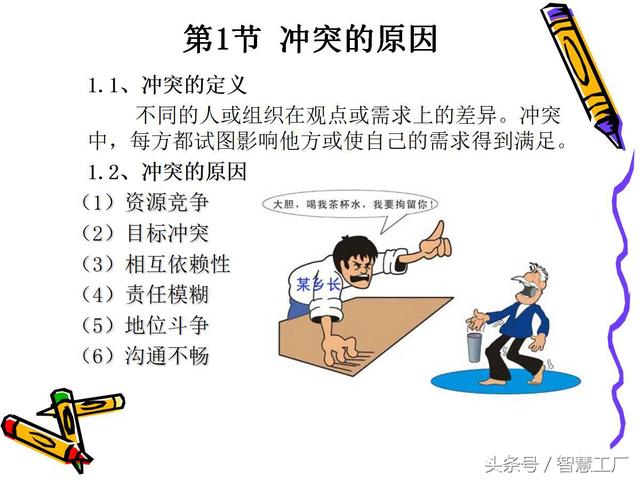 第1节 冲突的原因
1.1、冲突的定义
不同的人或组织在观点或需求上的差异。冲突
中，每方都试图影响他方或使自己的需求得到满足。
1.2、冲突的原因
（1）资源竞争
（2）目标冲突
（3）相互依赖性
（4）责任模糊
（5）地位斗争
（6）沟通不畅
大胆，喝我茶杯水，我要拘留你！
某乡长
头条号／智慧工厂